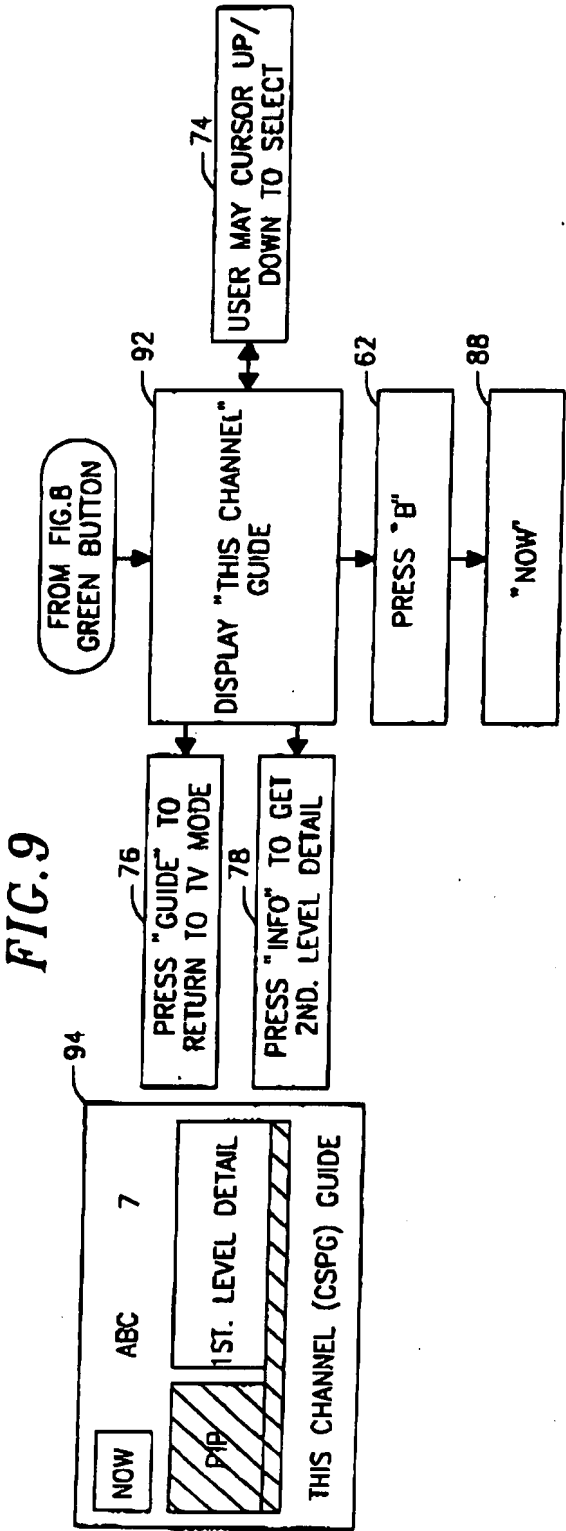 FIG.9
94
NOW
ABC
7
PIP
1ST. LEVEL DETAIL
THIS CHANNEL (CSPG) GUIDE
FROM FIG.8
GREEN BUTTON
76
PRESS "GUIDE" TO
RETURN TO TV MODE
78
PRESS "INFO" TO GET
2ND. LEVEL DETAIL
92
DISPLAY "THIS CHANNEL"
GUIDE
74
USER MAY CURSOR UP/
DOWN TO SELECT
62
PRESS "B"
88
"NOW"